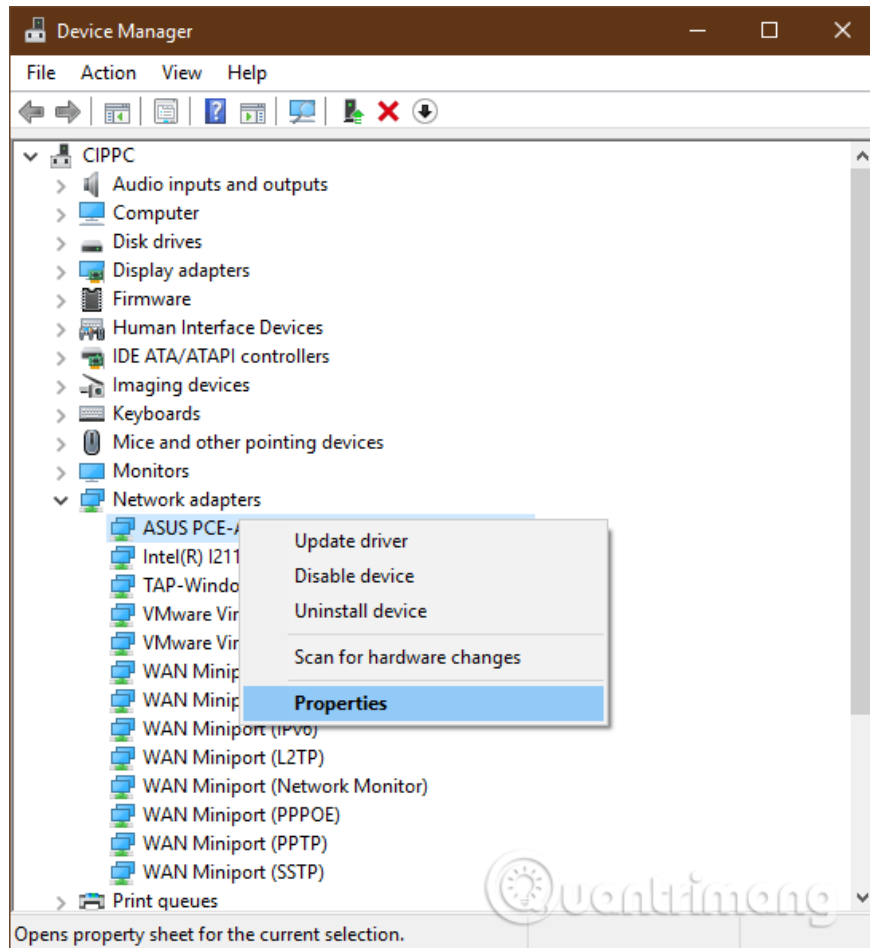 Device Manager
File Action View Help
CIPPC
Audio inputs and outputs
Computer
Disk drives
Display adapters
Firmware
Human Interface Devices
IDE ATA/ATAPI controllers
Imaging devices
Keyboards
Mice and other pointing devices
Monitors
Network adapters
ASUS PCE-
Intel(R) I211
TAP-Windo
VMware Vir
VMware Vir
WAN Minip
WAN Minip
WAN Miniport (IPv6)
WAN Miniport (L2TP)
WAN Miniport (Network Monitor)
WAN Miniport (PPPOE)
WAN Miniport (PPTP)
WAN Miniport (SSTP)
Print queues
Update driver
Disable device
Uninstall device
Scan for hardware changes
Properties
Quantrimang
Opens property sheet for the current selection.